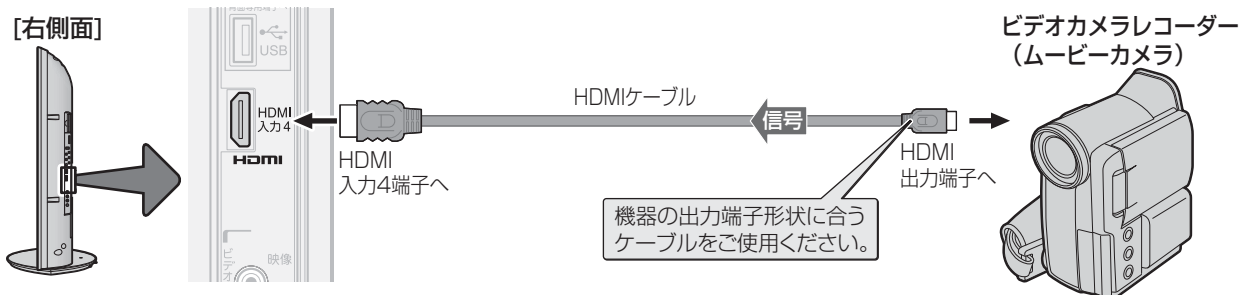 [右側面]
USB
HDMI
入力4
HDMI
HDMI
入力4端子へ
HDMIケーブル
信号
HDMI
出力端子へ
機器の出力端子形状に合う
ケーブルをご使用ください。
ビデオカメラレコーダー
（ムービーカメラ）
ビデオ
映像